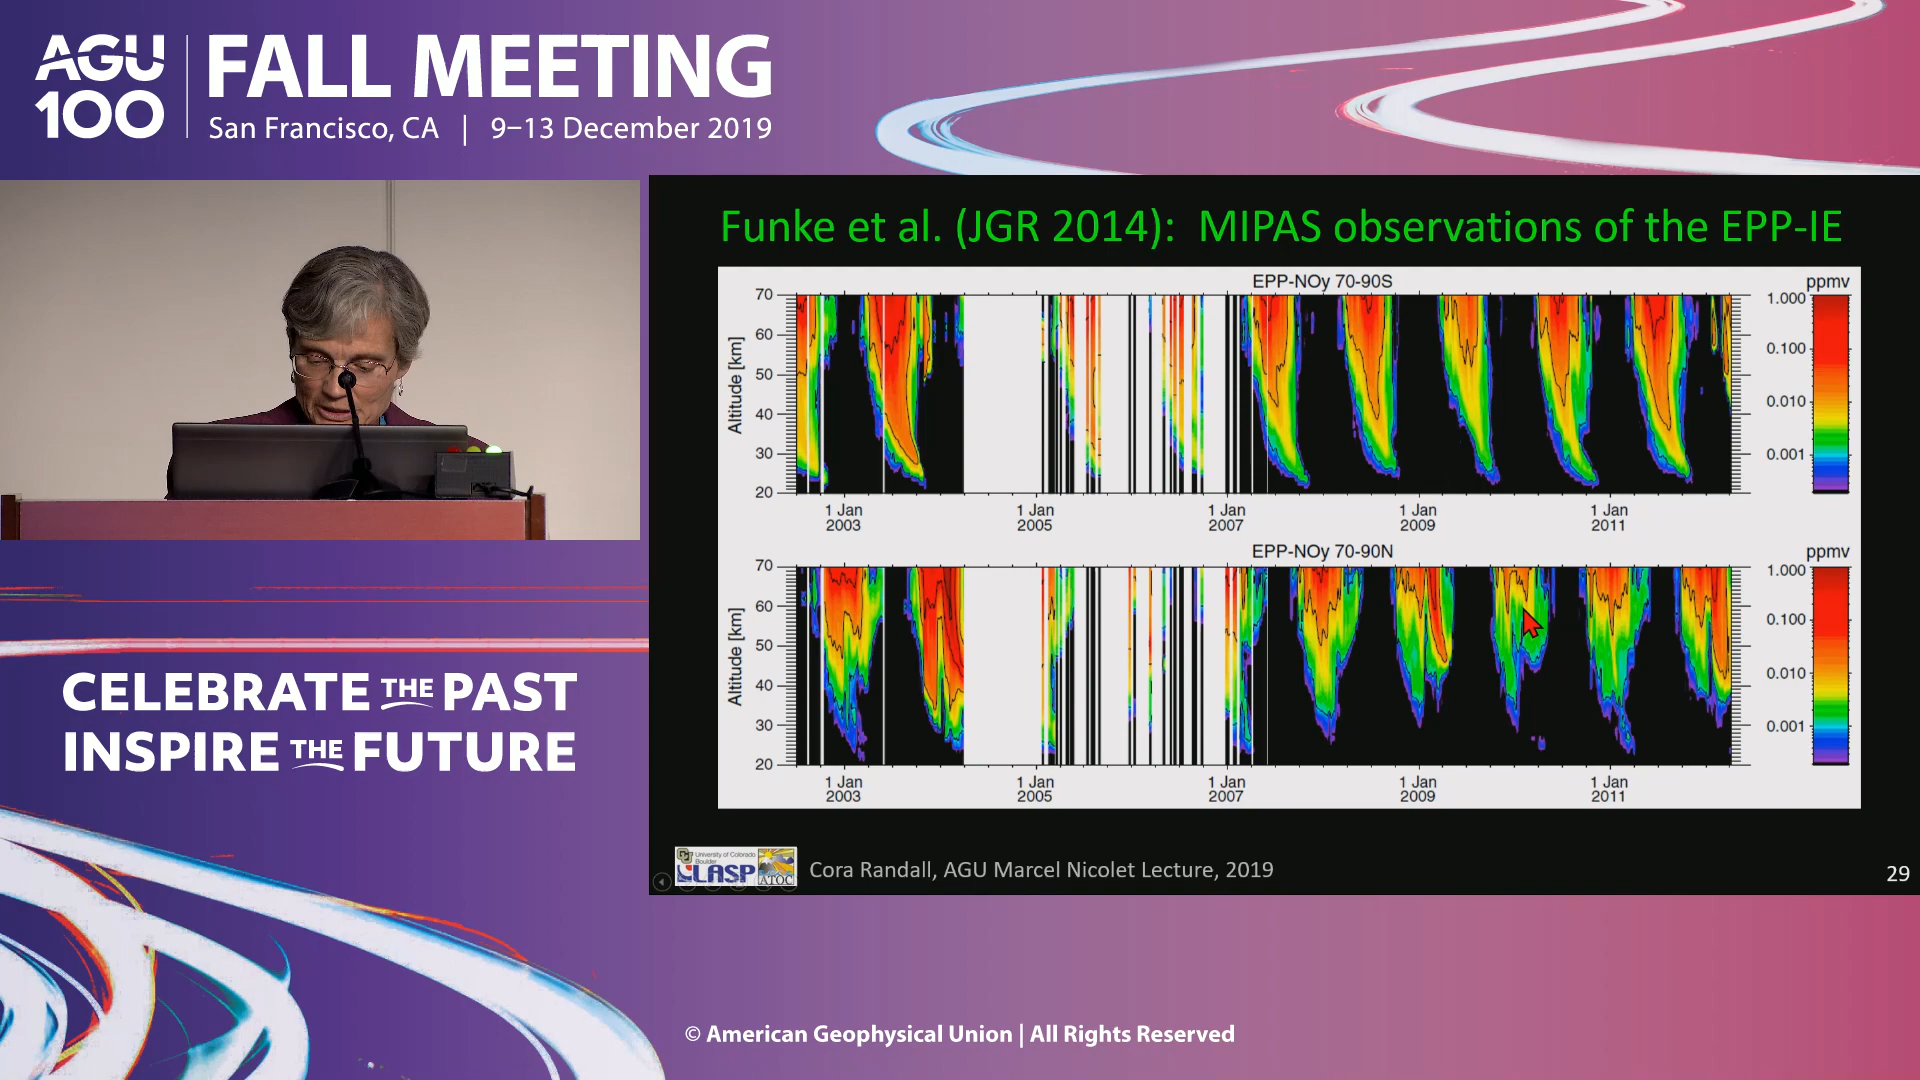 AGU
100
FALL MEETING
San Francisco, CA | 9–13 December 2019
Funke et al. (JGR 2014): MIPAS observations of the EPP-IE
EPP-NOy 70-90S
ppmv
Altitude [km]
70
60
50
40
30
20
1.000
0.100
0.010
0.001
1 Jan 2003
1 Jan 2005
1 Jan 2007
1 Jan 2009
1 Jan 2011
EPP-NOy 70-90N
ppmv
Altitude [km]
70
60
50
40
30
20
1.000
0.100
0.010
0.001
1 Jan 2003
1 Jan 2005
1 Jan 2007
1 Jan 2009
1 Jan 2011
University of Colorado
Boulder
LASP
ATOC
Cora Randall, AGU Marcel Nicolet Lecture, 2019
29
CELEBRATE THE PAST
INSPIRE THE FUTURE
© American Geophysical Union | All Rights Reserved